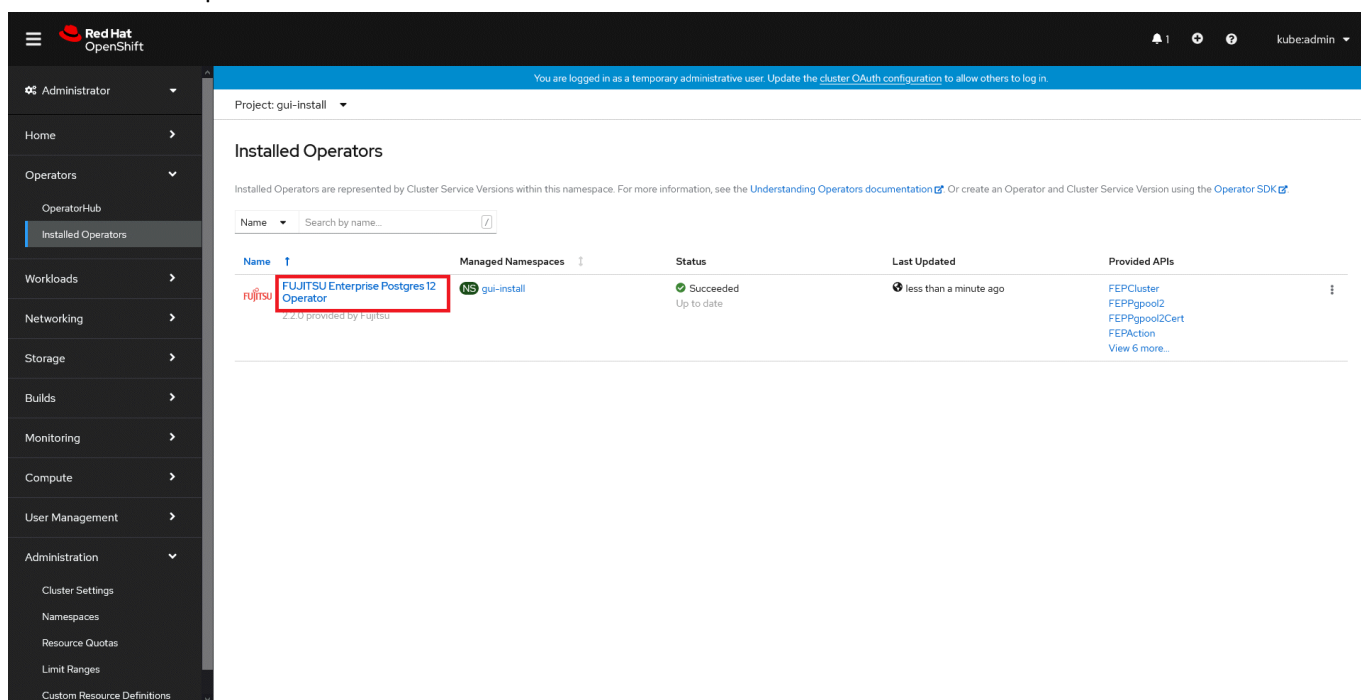 Red Hat
OpenShift
1
kube:admin
You are logged in as a temporary administrative user. Update the cluster OAuth configuration to allow others to log in.
Administrator
Project: gui-install
Home
Operators
OperatorHub
Installed Operators
Workloads
Networking
Storage
Builds
Monitoring
Compute
User Management
Administration
Cluster Settings
Namespaces
Resource Quotas
Limit Ranges
Custom Resource Definitions
Installed Operators
Installed Operators are represented by Cluster Service Versions within this namespace. For more information, see the Understanding Operators documentation. Or create an Operator and Cluster Service Version using the Operator SDK.
Name Search by name... /
Name Managed Namespaces Status Last Updated Provided APIs
FUJITSU
FUJITSU Enterprise Postgres 12
Operator
2.2.0 provided by Fujitsu
NS gui-install
Succeeded
Up to date
less than a minute ago
FEPCluster
FEPPgpool2
FEPPgpool2Cert
FEPAction
View 6 more...